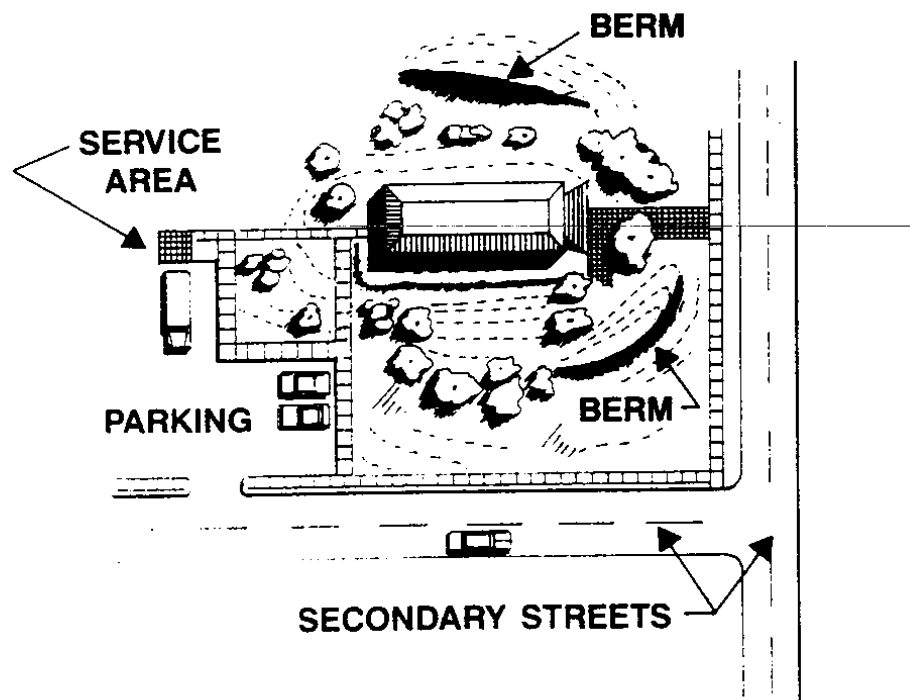 BERM
SERVICE
AREA
PARKING
BERM
SECONDARY STREETS